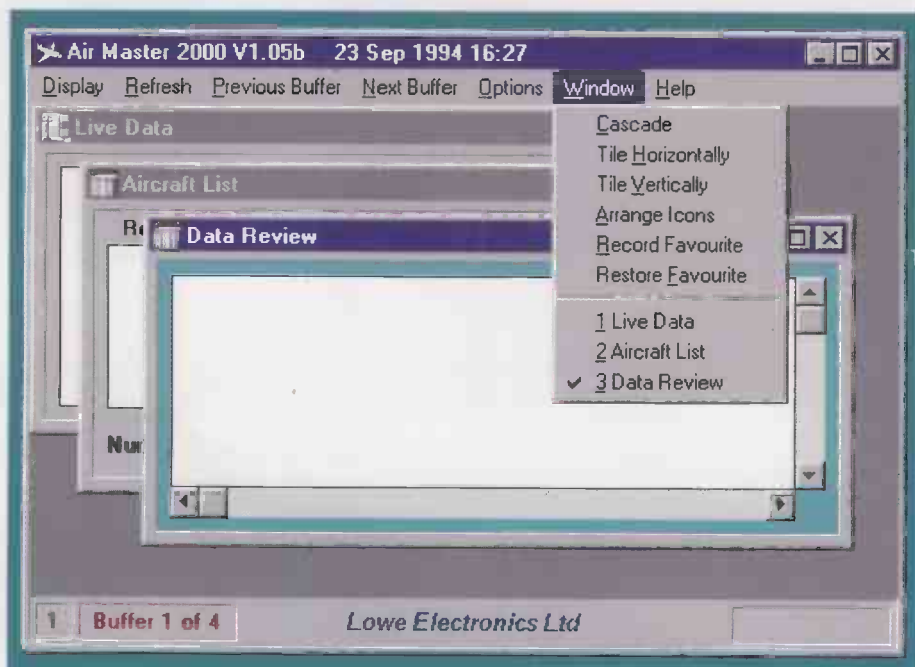 Air Master 2000 V1.05b 23 Sep 1994 16:27
Display Refresh Previous Buffer Next Buffer Options Window Help
Live Data
Aircraft List
Data Review
Cascade
Tile Horizontally
Tile Vertically
Arrange Icons
Record Favourite
Restore Favourite
1 Live Data
2 Aircraft List
✓ 3 Data Review
1 Buffer 1 of 4 Lowe Electronics Ltd